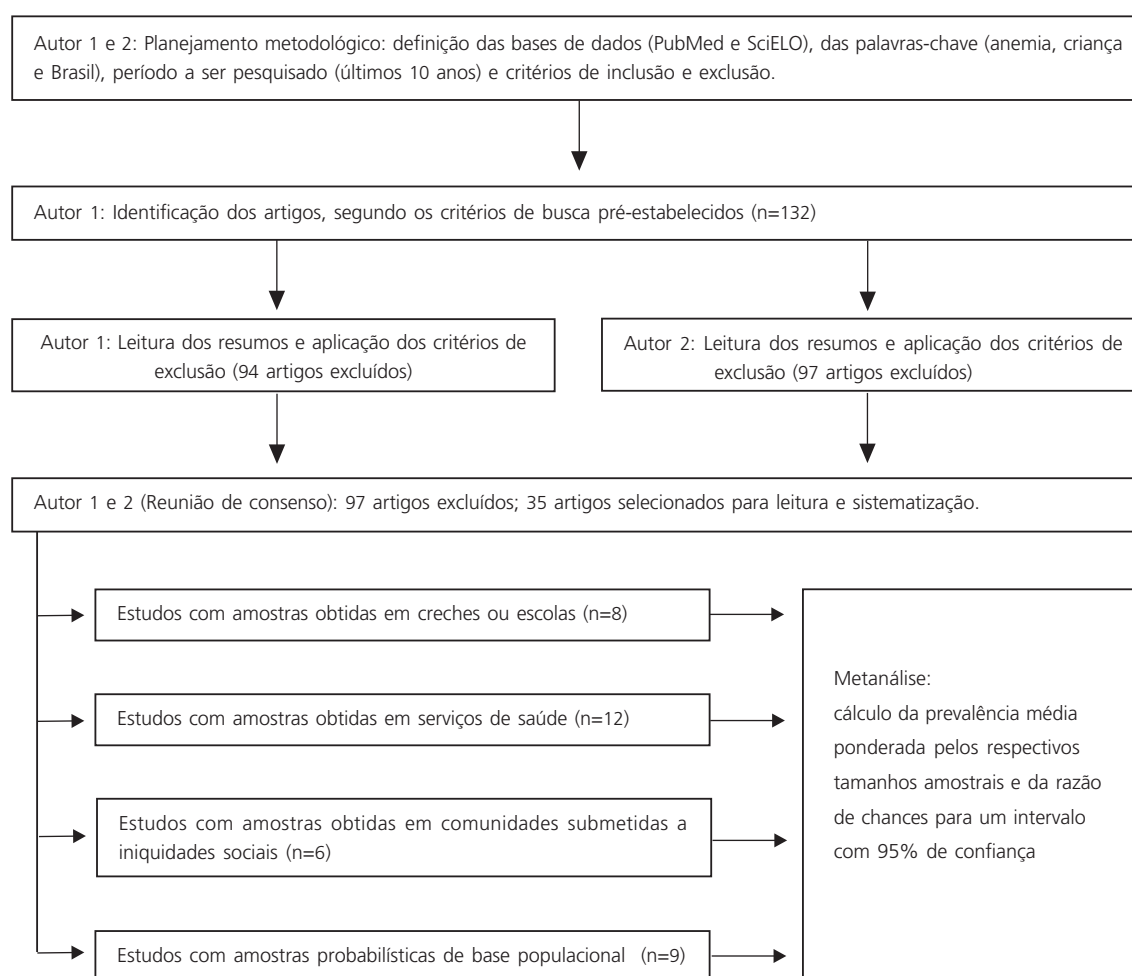 Autor 1 e 2: Planejamento metodológico: definição das bases de dados (PubMed e SciELO), das palavras-chave (anemia, criança
e Brasil), período a ser pesquisado (últimos 10 anos) e critérios de inclusão e exclusão.
Autor 1: Identificação dos artigos, segundo os critérios de busca pré-estabelecidos (n=132)
Autor 1: Leitura dos resumos e aplicação dos critérios de
exclusão (94 artigos excluídos)
Autor 2: Leitura dos resumos e aplicação dos critérios de
exclusão (97 artigos excluídos)
Autor 1 e 2 (Reunião de consenso): 97 artigos excluídos; 35 artigos selecionados para leitura e sistematização.
Estudos com amostras obtidas em creches ou escolas (n=8)
Estudos com amostras obtidas em serviços de saúde (n=12)
Estudos com amostras obtidas em comunidades submetidas a
iniquidades sociais (n=6)
Estudos com amostras probabilísticas de base populacional (n=9)
Metanálise:
cálculo da prevalência média
ponderada pelos respectivos
tamanhos amostrais e da razão
de chances para um intervalo
com 95% de confiança